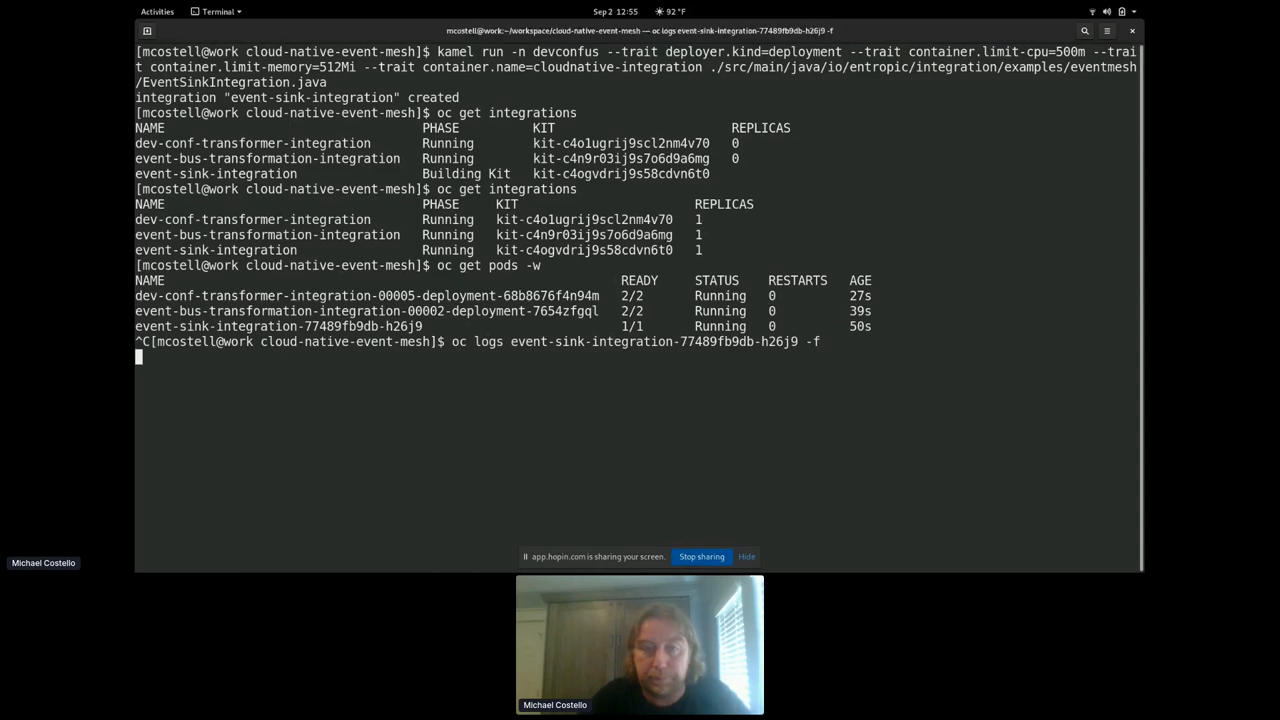 Activities
Terminal
Sep 2 12:55
92 °F
mcostell@work:~/workspace/cloud-native-event-mesh — oc logs event-sink-integration-77489fb9db-h26j9 -f
[mcostell@work cloud-native-event-mesh]$ kamel run -n devconfus --trait deployer.kind=deployment --trait container.limit-cpu=500m --trai
t container.limit-memory=512Mi --trait container.name=cloudnative-integration ./src/main/java/io/entropic/integration/examples/eventmesh
/EventSinkIntegration.java
integration "event-sink-integration" created
[mcostell@work cloud-native-event-mesh]$ oc get integrations
NAME PHASE KIT REPLICAS
dev-conf-transformer-integration Running kit-c4o1ugrij9scl2nm4v70 0
event-bus-transformation-integration Running kit-c4n9r03ij9s7o6d9a6mg 0
event-sink-integration Building Kit kit-c4ogvdrij9s58cdvn6t0
[mcostell@work cloud-native-event-mesh]$ oc get integrations
NAME PHASE KIT REPLICAS
dev-conf-transformer-integration Running kit-c4o1ugrij9scl2nm4v70 1
event-bus-transformation-integration Running kit-c4n9r03ij9s7o6d9a6mg 1
event-sink-integration Running kit-c4ogvdrij9s58cdvn6t0 1
[mcostell@work cloud-native-event-mesh]$ oc get pods -w
NAME READY STATUS RESTARTS AGE
dev-conf-transformer-integration-00005-deployment-68b8676f4n94m 2/2 Running 0 27s
event-bus-transformation-integration-00002-deployment-7654zfgql 2/2 Running 0 39s
event-sink-integration-77489fb9db-h26j9 1/1 Running 0 50s
^C[mcostell@work cloud-native-event-mesh]$ oc logs event-sink-integration-77489fb9db-h26j9 -f
app.hopin.com is sharing your screen.
Stop sharing
Hide
Michael Costello
Michael Costello